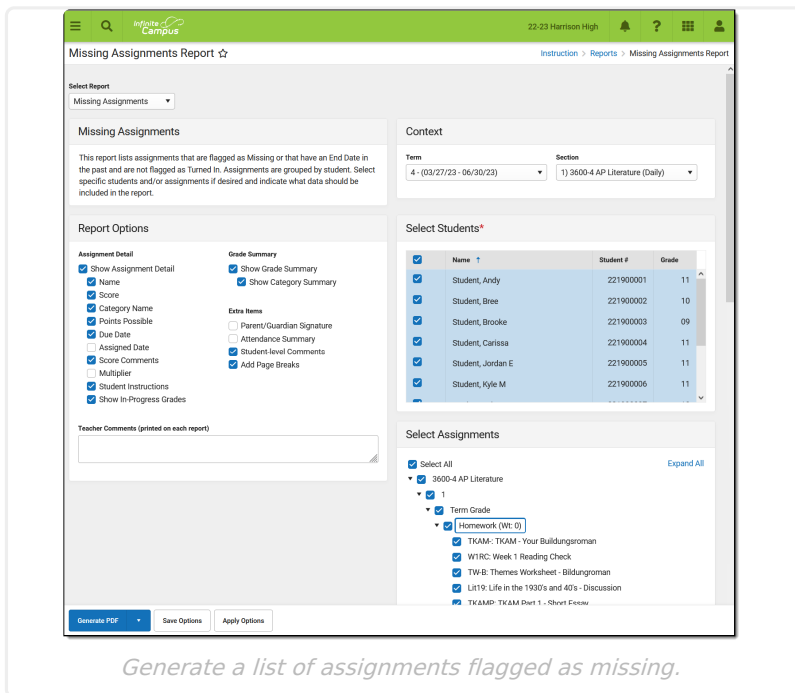 Infinite Campus
22-23 Harrison High
?
Missing Assignments Report
Instruction > Reports > Missing Assignments Report
Select Report
Missing Assignments
Missing Assignments
This report lists assignments that are flagged as Missing or that have an End Date in
the past and are not flagged as Turned In. Assignments are grouped by student. Select
specific students and/or assignments if desired and indicate what data should be
included in the report.
Context
Term
4 - (03/27/23 - 06/30/23)
Section
1) 3600-4 AP Literature (Daily)
Report Options
Assignment Detail
Show Assignment Detail
Name
Score
Category Name
Points Possible
Due Date
Assigned Date
Score Comments
Multiplier
Student Instructions
Show In-Progress Grades
Grade Summary
Show Grade Summary
Show Category Summary
Extra Items
Parent/Guardian Signature
Attendance Summary
Student-level Comments
Add Page Breaks
Teacher Comments (printed on each report)
Select Students*
Name ↑ Student # Grade
Student, Andy 221900001 11
Student, Bree 221900002 10
Student, Brooke 221900003 09
Student, Carissa 221900004 11
Student, Jordan E 221900005 11
Student, Kyle M 221900006 11
Select Assignments
Select All
Expand All
3600-4 AP Literature
1
Term Grade
Homework (Wt: 0)
TKAM-: TKAM - Your Buildungsroman
W1RC: Week 1 Reading Check
TW-B: Themes Worksheet - Bildungroman
Lit19: Life in the 1930's and 40's - Discussion
TKAMP: TKAM Part 1 - Short Essay
Generate PDF
Save Options
Apply Options
Generate a list of assignments flagged as missing.